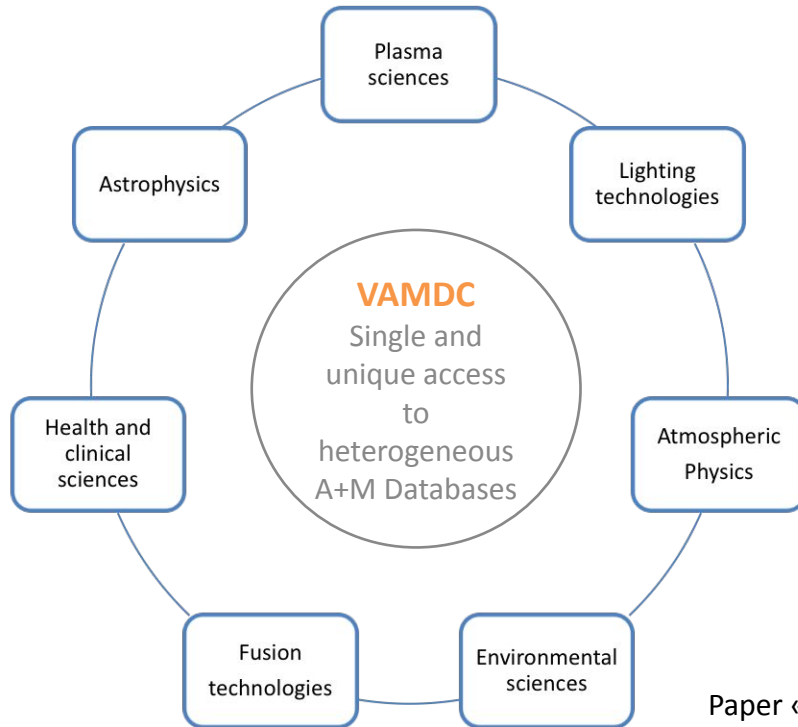 Plasma
sciences
Lighting
technologies
Atmospheric
Physics
Environmental
sciences
Fusion
technologies
Health and
clinical
sciences
Astrophysics
VAMDC
Single and
unique access
to
heterogeneous
A+M Databases
Paper «